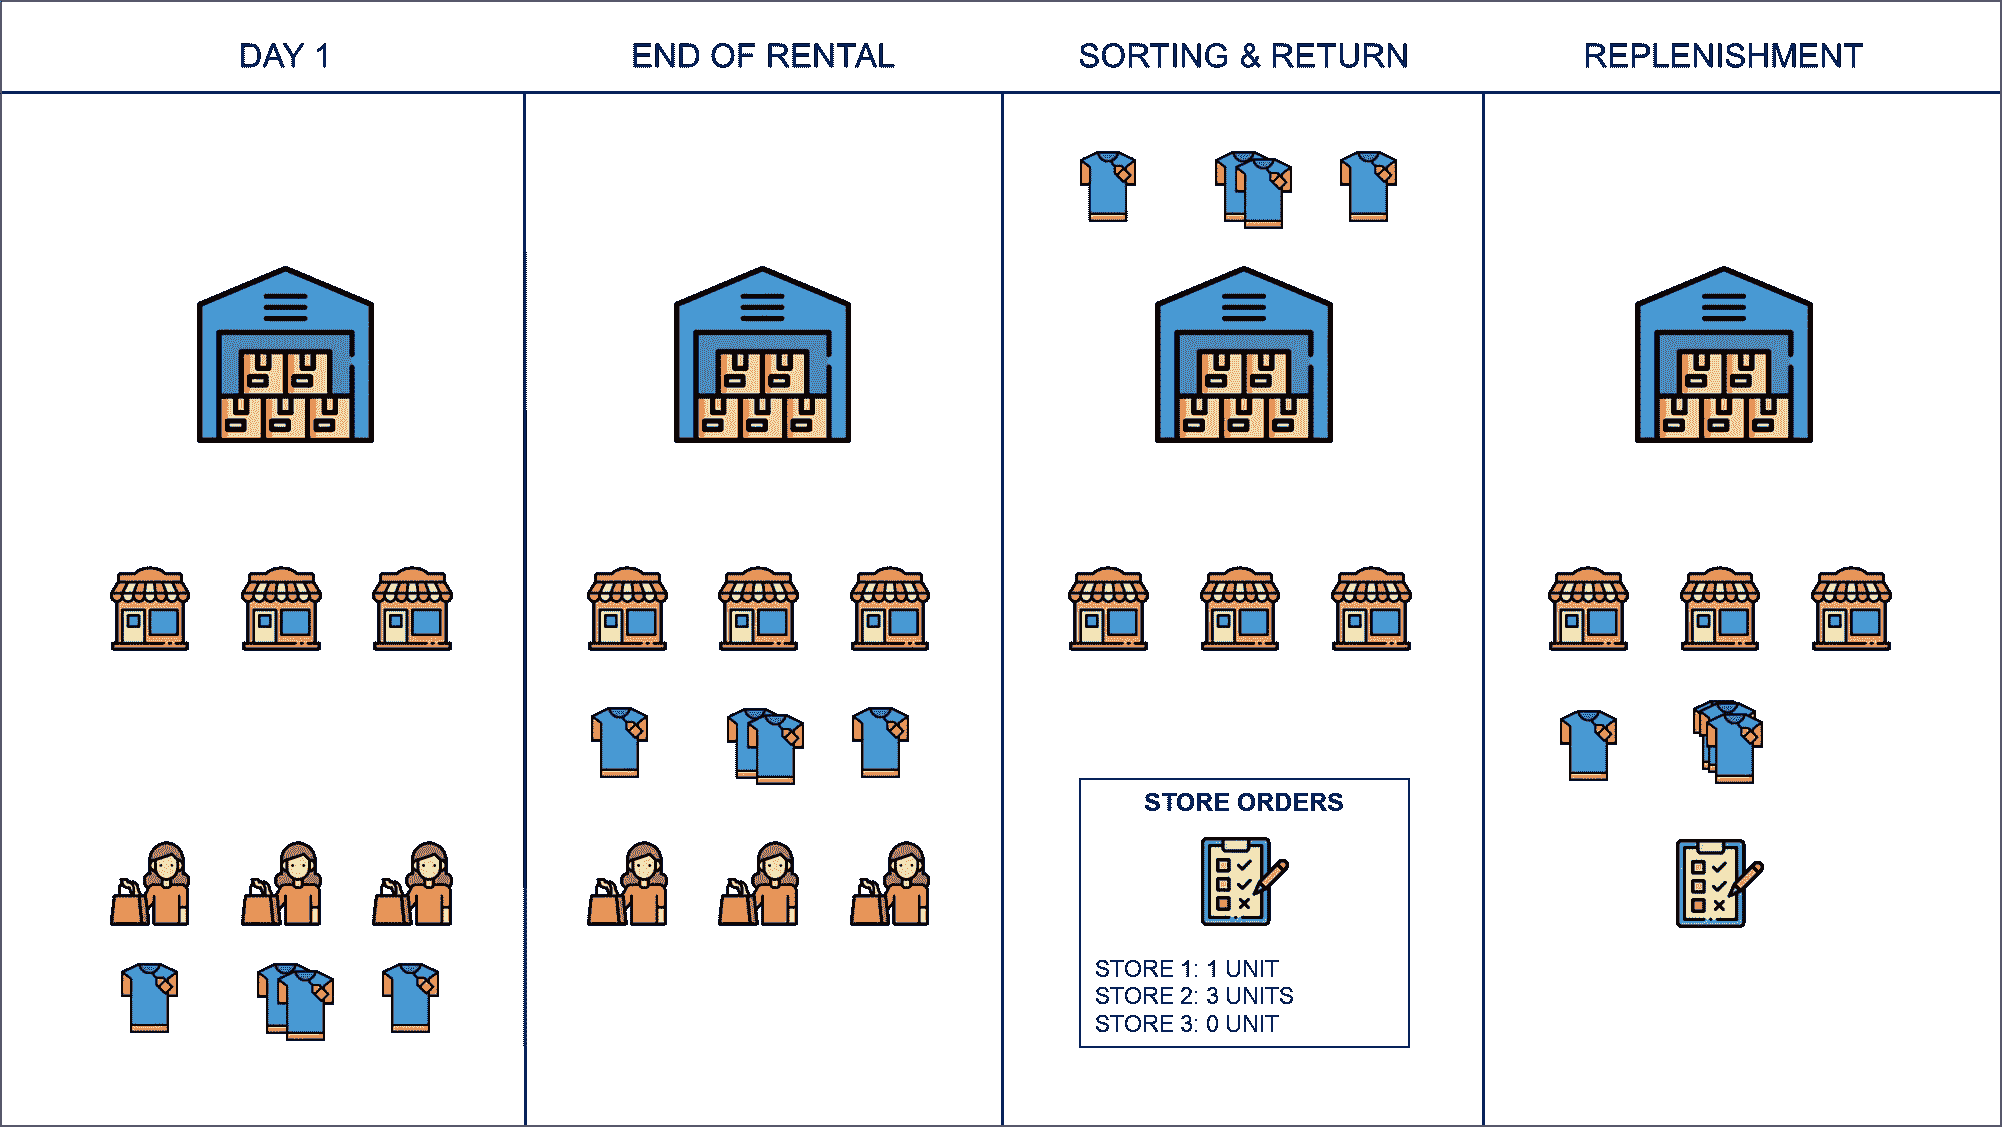 DAY 1
END OF RENTAL
SORTING & RETURN
REPLENISHMENT
STORE ORDERS
STORE 1: 1 UNIT
STORE 2: 3 UNITS
STORE 3: 0 UNIT